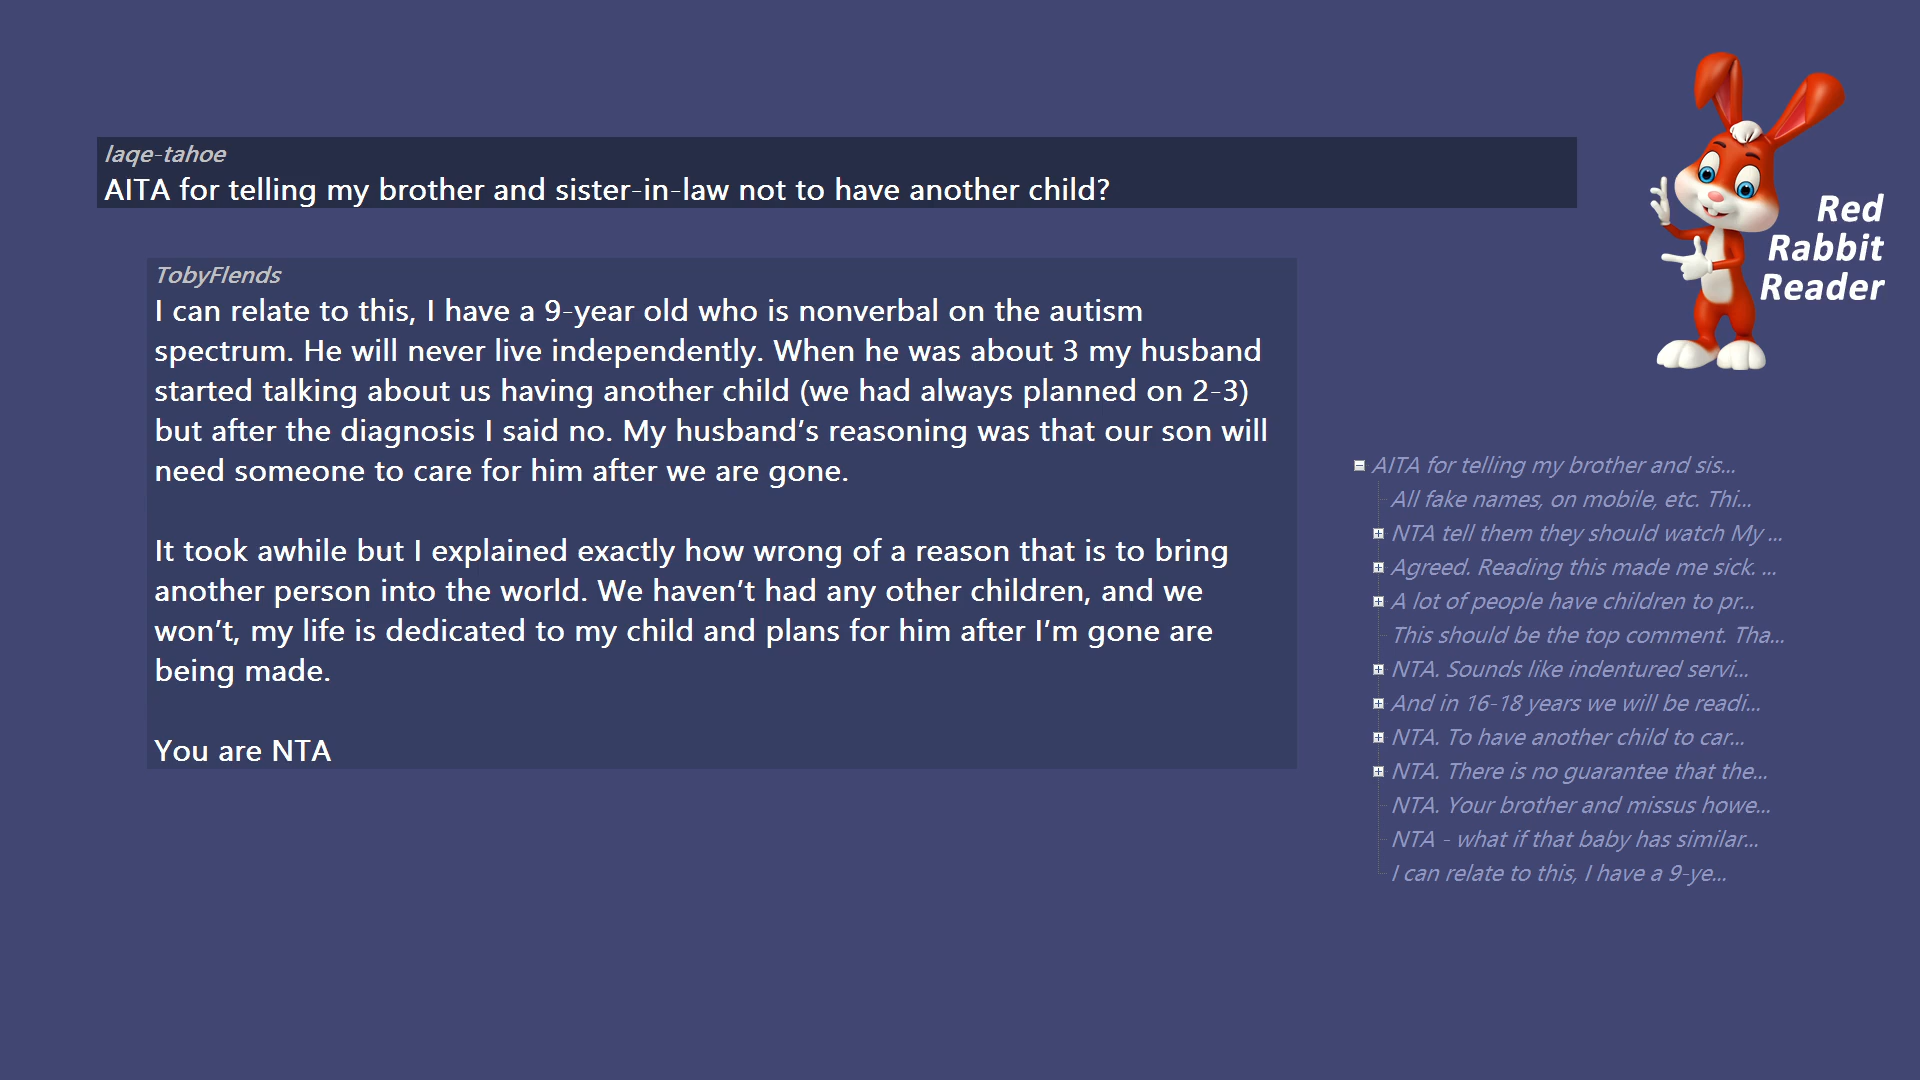 laqe-tahoe
AITA for telling my brother and sister-in-law not to have another child?
TobyFlends
I can relate to this, I have a 9-year old who is nonverbal on the autism
spectrum. He will never live independently. When he was about 3 my husband
started talking about us having another child (we had always planned on 2-3)
but after the diagnosis I said no. My husband’s reasoning was that our son will
need someone to care for him after we are gone.
It took awhile but I explained exactly how wrong of a reason that is to bring
another person into the world. We haven’t had any other children, and we
won’t, my life is dedicated to my child and plans for him after I’m gone are
being made.
You are NTA
Red
Rabbit
Reader
AITA for telling my brother and sis...
All fake names, on mobile, etc. Thi...
NTA tell them they should watch My ...
Agreed. Reading this made me sick. ...
A lot of people have children to pr...
This should be the top comment. Tha...
NTA. Sounds like indentured servi...
And in 16-18 years we will be readi...
NTA. To have another child to car...
NTA. There is no guarantee that the...
NTA. Your brother and missus howe...
NTA - what if that baby has similar...
I can relate to this, I have a 9-ye...